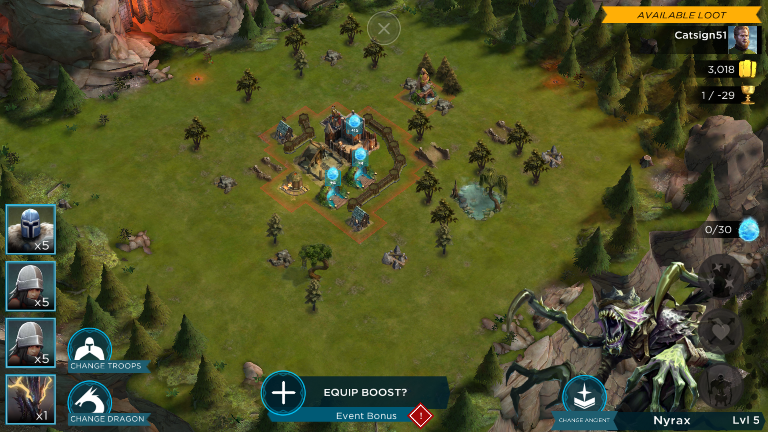 AVAILABLE LOOT
Catsign51
3,018
1 / -29
0/30
x5
x5
x5
x1
CHANGE TROOPS
CHANGE DRAGON
EQUIP BOOST?
Event Bonus
!
CHANGE ANCIENT
Nyrax
Lvl 5